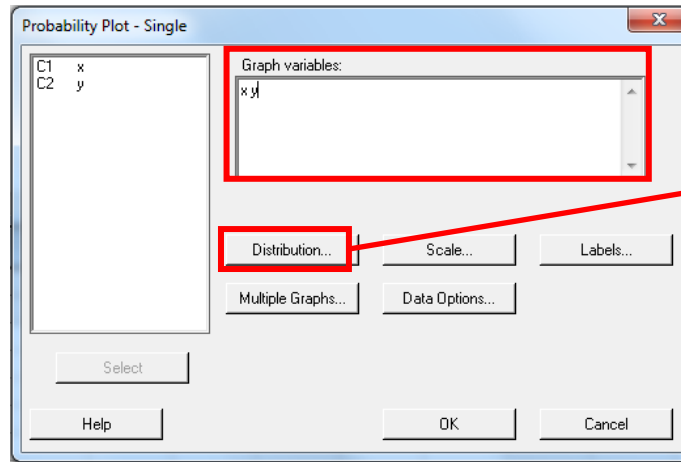 Probability Plot - Single
x
C1 x
C2 y
Graph variables:
x y
Distribution...
Scale...
Labels...
Multiple Graphs...
Data Options...
Select
Help
OK
Cancel